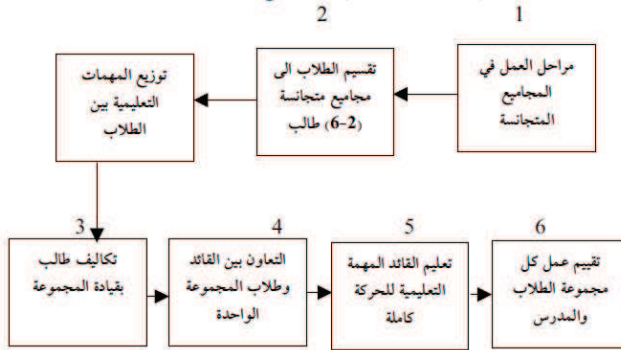 1
مراحل العمل في
المجاميع
المتجانسة
2
تقسيم الطلاب الى
مجاميع متجانسة
(2-6) طالب
توزيع المهمات
التعليمية بين
الطلاب
3
تكاليف طالب
بقيادة المجموعة
4
التعاون بين القائد
وطلاب المجموعة
الواحدة
5
تعليم القائد المهمة
التعليمية للحركة
كاملة
6
تقييم عمل كل
مجموعة الطلاب
والمدرس